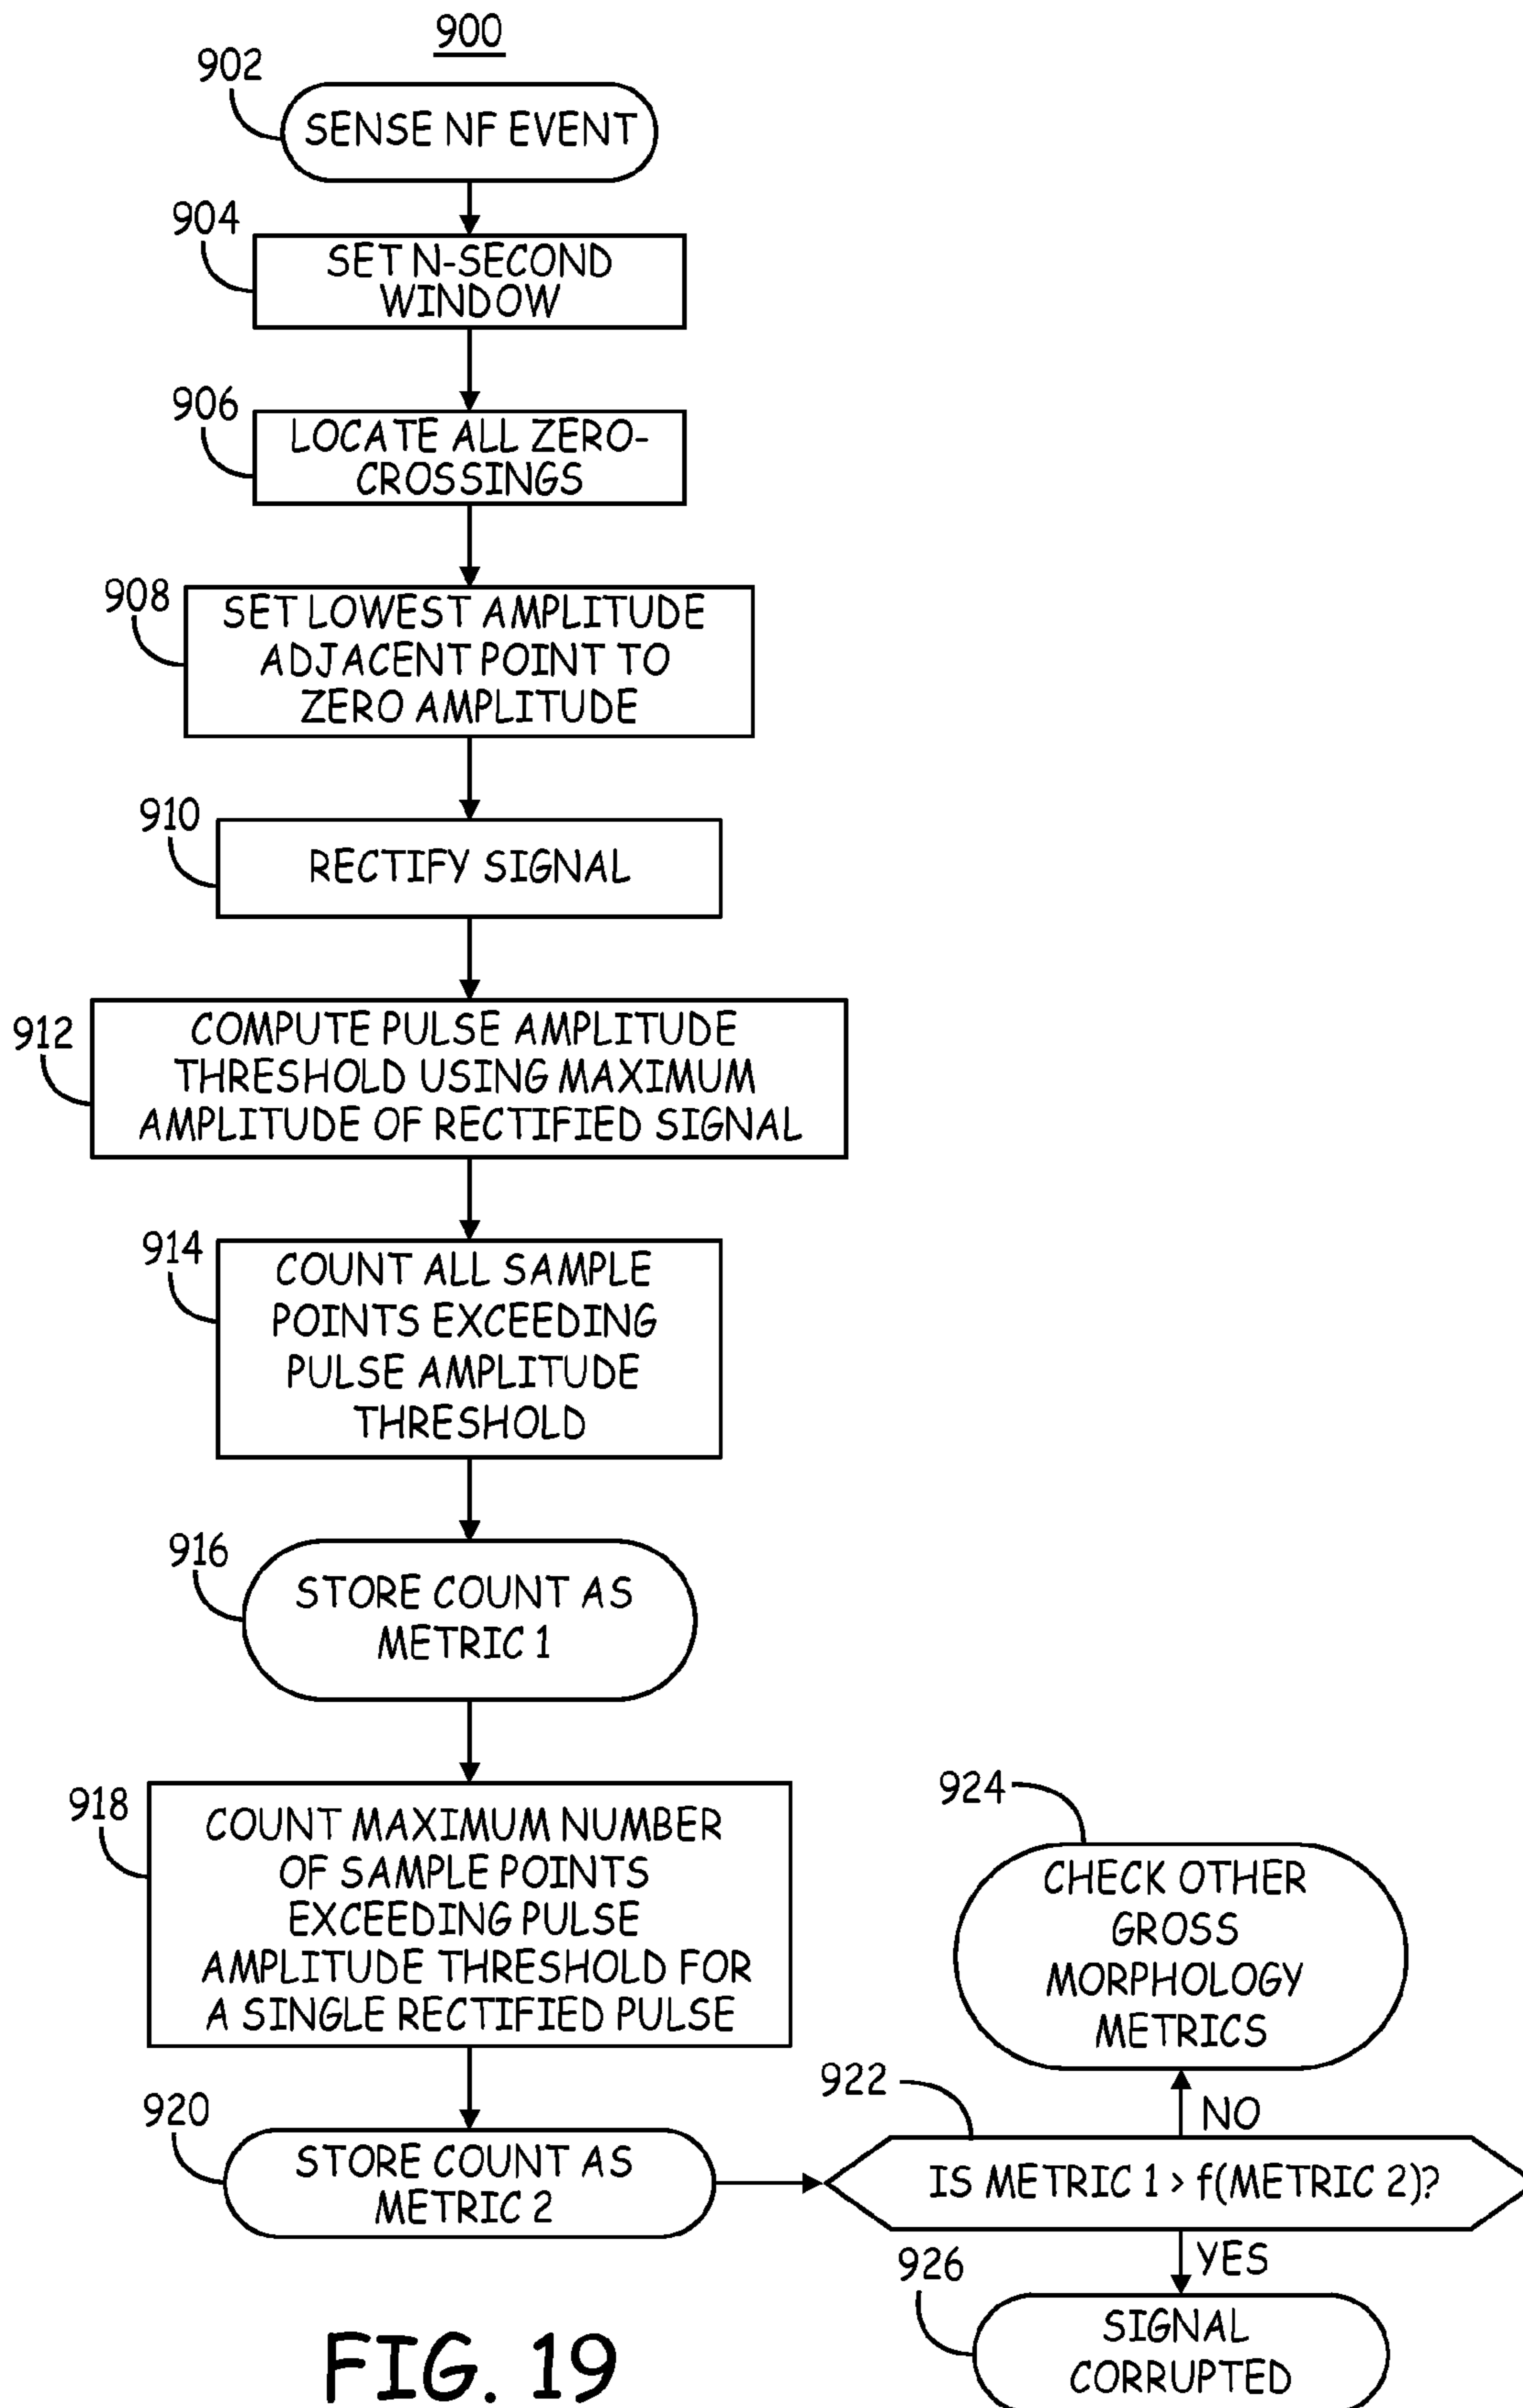 900
902
SENSE NF EVENT
904
SET N-SECOND
WINDOW
906
LOCATE ALL ZERO-
CROSSINGS
908
SET LOWEST AMPLITUDE
ADJACENT POINT TO
ZERO AMPLITUDE
910
RECTIFY SIGNAL
912
COMPUTE PULSE AMPLITUDE
THRESHOLD USING MAXIMUM
AMPLITUDE OF RECTIFIED SIGNAL
914
COUNT ALL SAMPLE
POINTS EXCEEDING
PULSE AMPLITUDE
THRESHOLD
916
STORE COUNT AS
METRIC 1
918
COUNT MAXIMUM NUMBER
OF SAMPLE POINTS
EXCEEDING PULSE
AMPLITUDE THRESHOLD FOR
A SINGLE RECTIFIED PULSE
920
STORE COUNT AS
METRIC 2
922
IS METRIC 1 > f(METRIC 2)?
NO
924
CHECK OTHER
GROSS
MORPHOLOGY
METRICS
YES
926
SIGNAL
CORRUPTED
FIG. 19